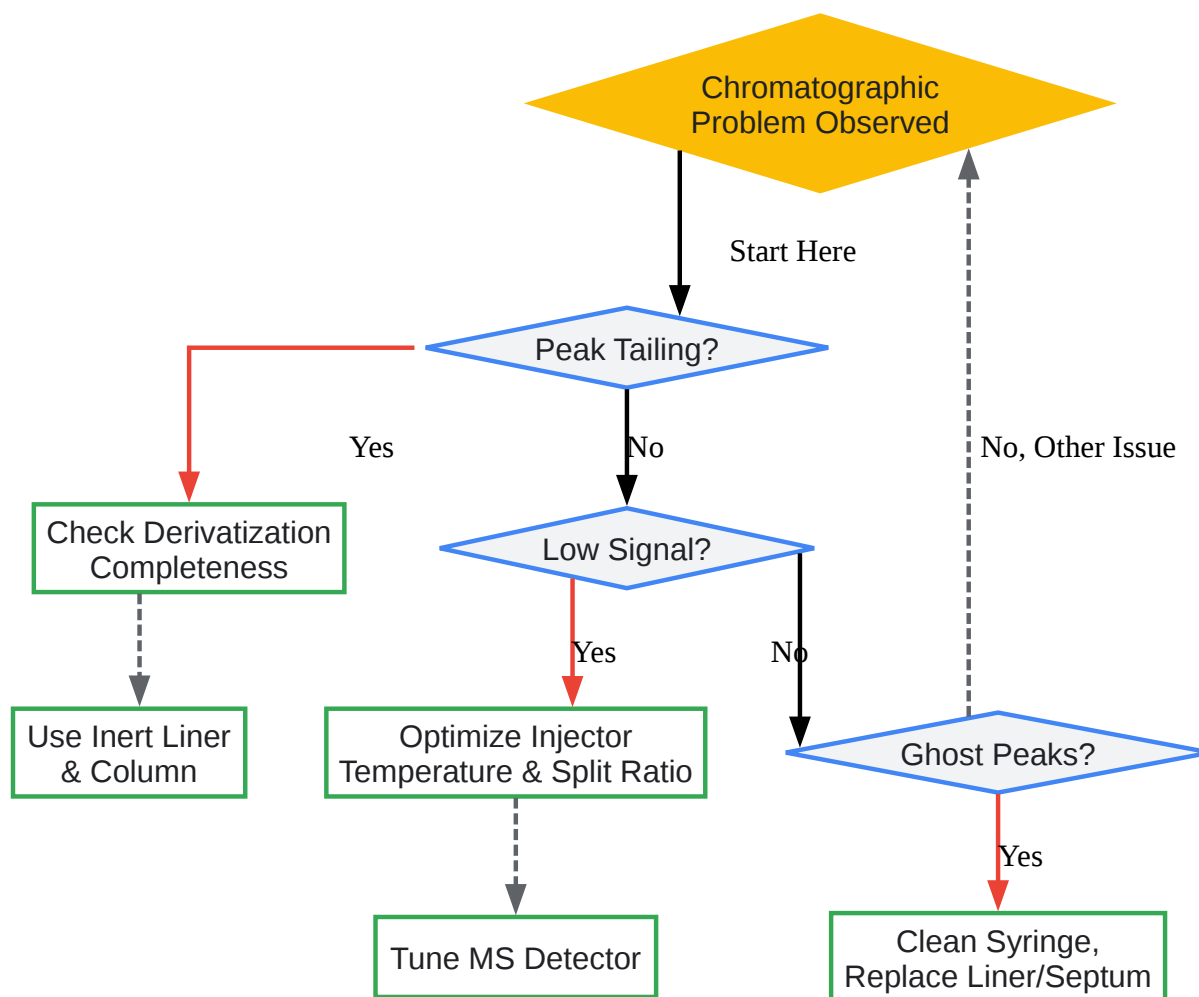 Chromatographic
Problem Observed
Start Here
Peak Tailing?
Yes
No
No, Other Issue
Check Derivatization
Completeness
Low Signal?
Yes
No
Use Inert Liner
& Column
Optimize Injector
Temperature & Split Ratio
Ghost Peaks?
Yes
Tune MS Detector
Clean Syringe,
Replace Liner/Septum